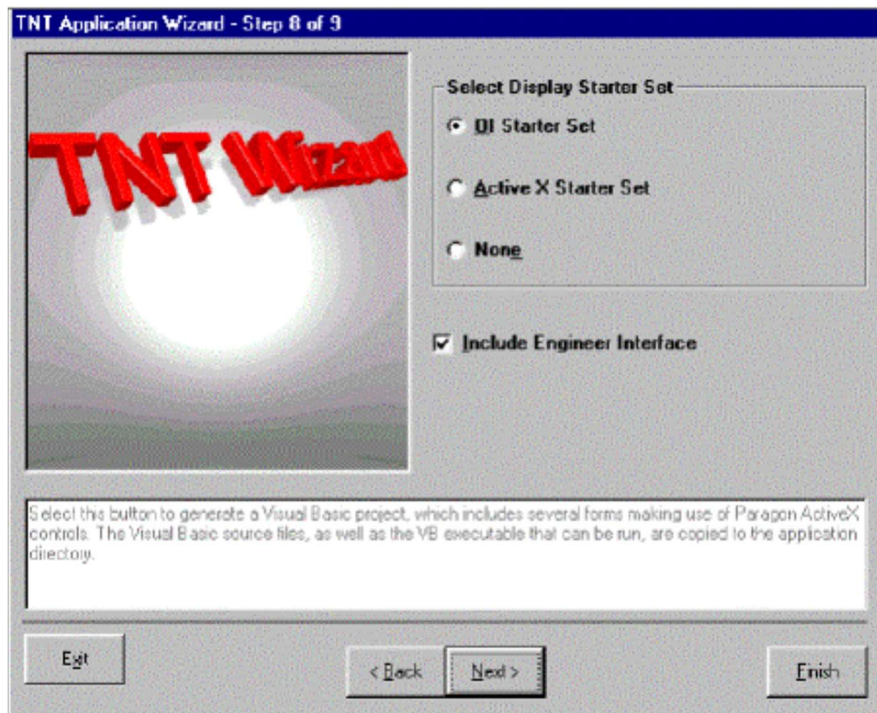 TNT Application Wizard - Step 8 of 9
TNT Wizard
Select Display Starter Set
OI Starter Set
Active X Starter Set
None
Include Engineer Interface
Select this button to generate a Visual Basic project, which includes several forms making use of Paragon ActiveX
controls. The Visual Basic source files, as well as the VB executable that can be run, are copied to the application
directory.
Exit
< Back
Next >
Finish